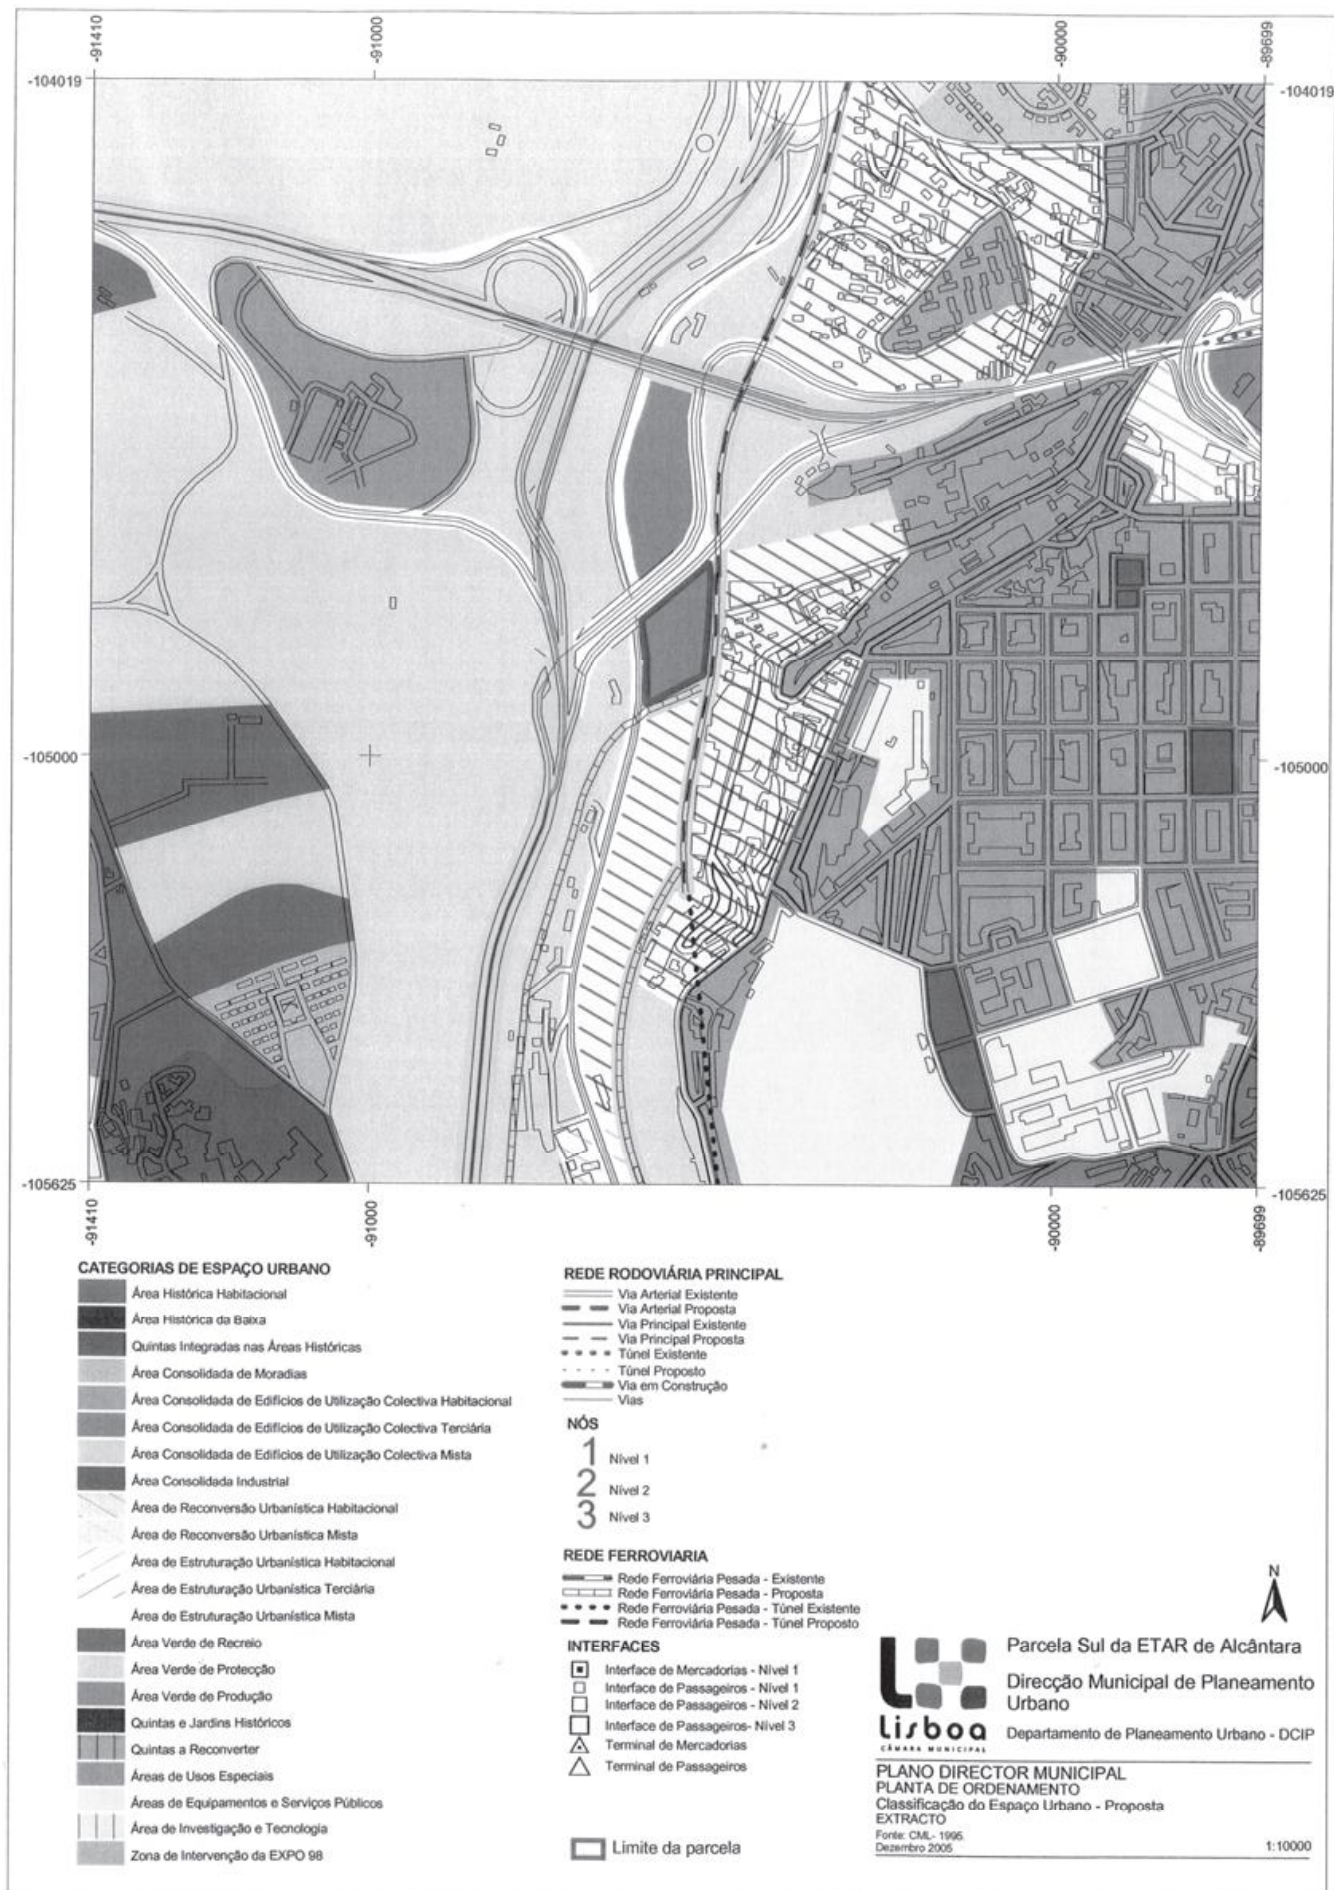 -91410
-91000
-90000
-89699
-104019
-104019
-105000
-105000
-105625
-105625
-91410
-91000
-90000
-89699
CATEGORIAS DE ESPAÇO URBANO
Área Histórica Habitacional
Área Histórica da Baixa
Quintas Integradas nas Áreas Históricas
Área Consolidada de Moradias
Área Consolidada de Edifícios de Utilização Colectiva Habitacional
Área Consolidada de Edifícios de Utilização Colectiva Terciária
Área Consolidada de Edifícios de Utilização Colectiva Mista
Área Consolidada Industrial
Área de Reconversão Urbanística Habitacional
Área de Reconversão Urbanística Mista
Área de Estruturação Urbanística Habitacional
Área de Estruturação Urbanística Terciária
Área de Estruturação Urbanística Mista
Área Verde de Recreio
Área Verde de Protecção
Área Verde de Produção
Quintas e Jardins Históricos
Quintas a Reconverter
Áreas de Usos Especiais
Áreas de Equipamentos e Serviços Públicos
Área de Investigação e Tecnologia
Zona de Intervenção da EXPO 98
REDE RODOVIÁRIA PRINCIPAL
Via Arterial Existente
Via Arterial Proposta
Via Principal Existente
Via Principal Proposta
Túnel Existente
Túnel Proposto
Via em Construção
Vias
NÓS
1 Nível 1
2 Nível 2
3 Nível 3
REDE FERROVIARIA
Rede Ferroviária Pesada - Existente
Rede Ferroviária Pesada - Proposta
Rede Ferroviária Pesada - Túnel Existente
Rede Ferroviária Pesada - Túnel Proposto
INTERFACES
Interface de Mercadorias - Nível 1
Interface de Passageiros - Nível 1
Interface de Passageiros - Nível 2
Interface de Passageiros- Nível 3
Terminal de Mercadorias
Terminal de Passageiros
Limite da parcela
N
Lisboa
CÂMARA MUNICIPAL
Parcela Sul da ETAR de Alcântara
Direcção Municipal de Planeamento
Urbano
Departamento de Planeamento Urbano - DCIP
PLANO DIRECTOR MUNICIPAL
PLANTA DE ORDENAMENTO
Classificação do Espaço Urbano - Proposta
EXTRACTO
Fonte: CML- 1995.
Dezembro 2005
1:10000